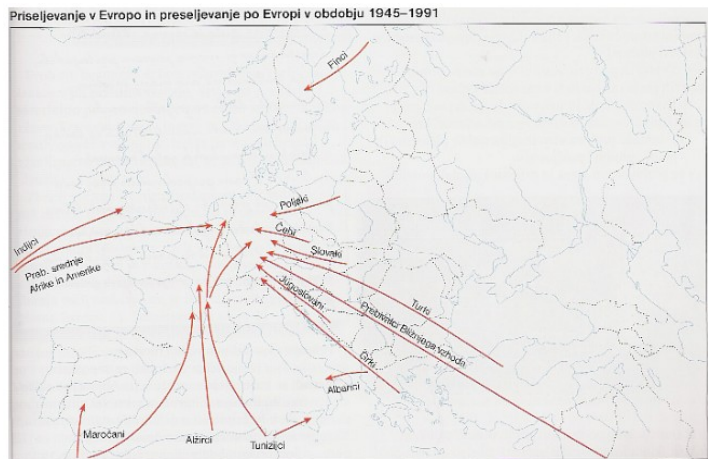 Priseljevanje v Evropo in preseljevanje po Evropi v obdobju 1945–1991
Finci
Poljaki
Čehi
Slovaki
Indijci
Preb. srednje
Afrike in Amerike
Jugoslovani
Turki
Prebivalci Bližnjega vzhoda
Grki
Albanci
Maročani
Alžirci
Tunizijci